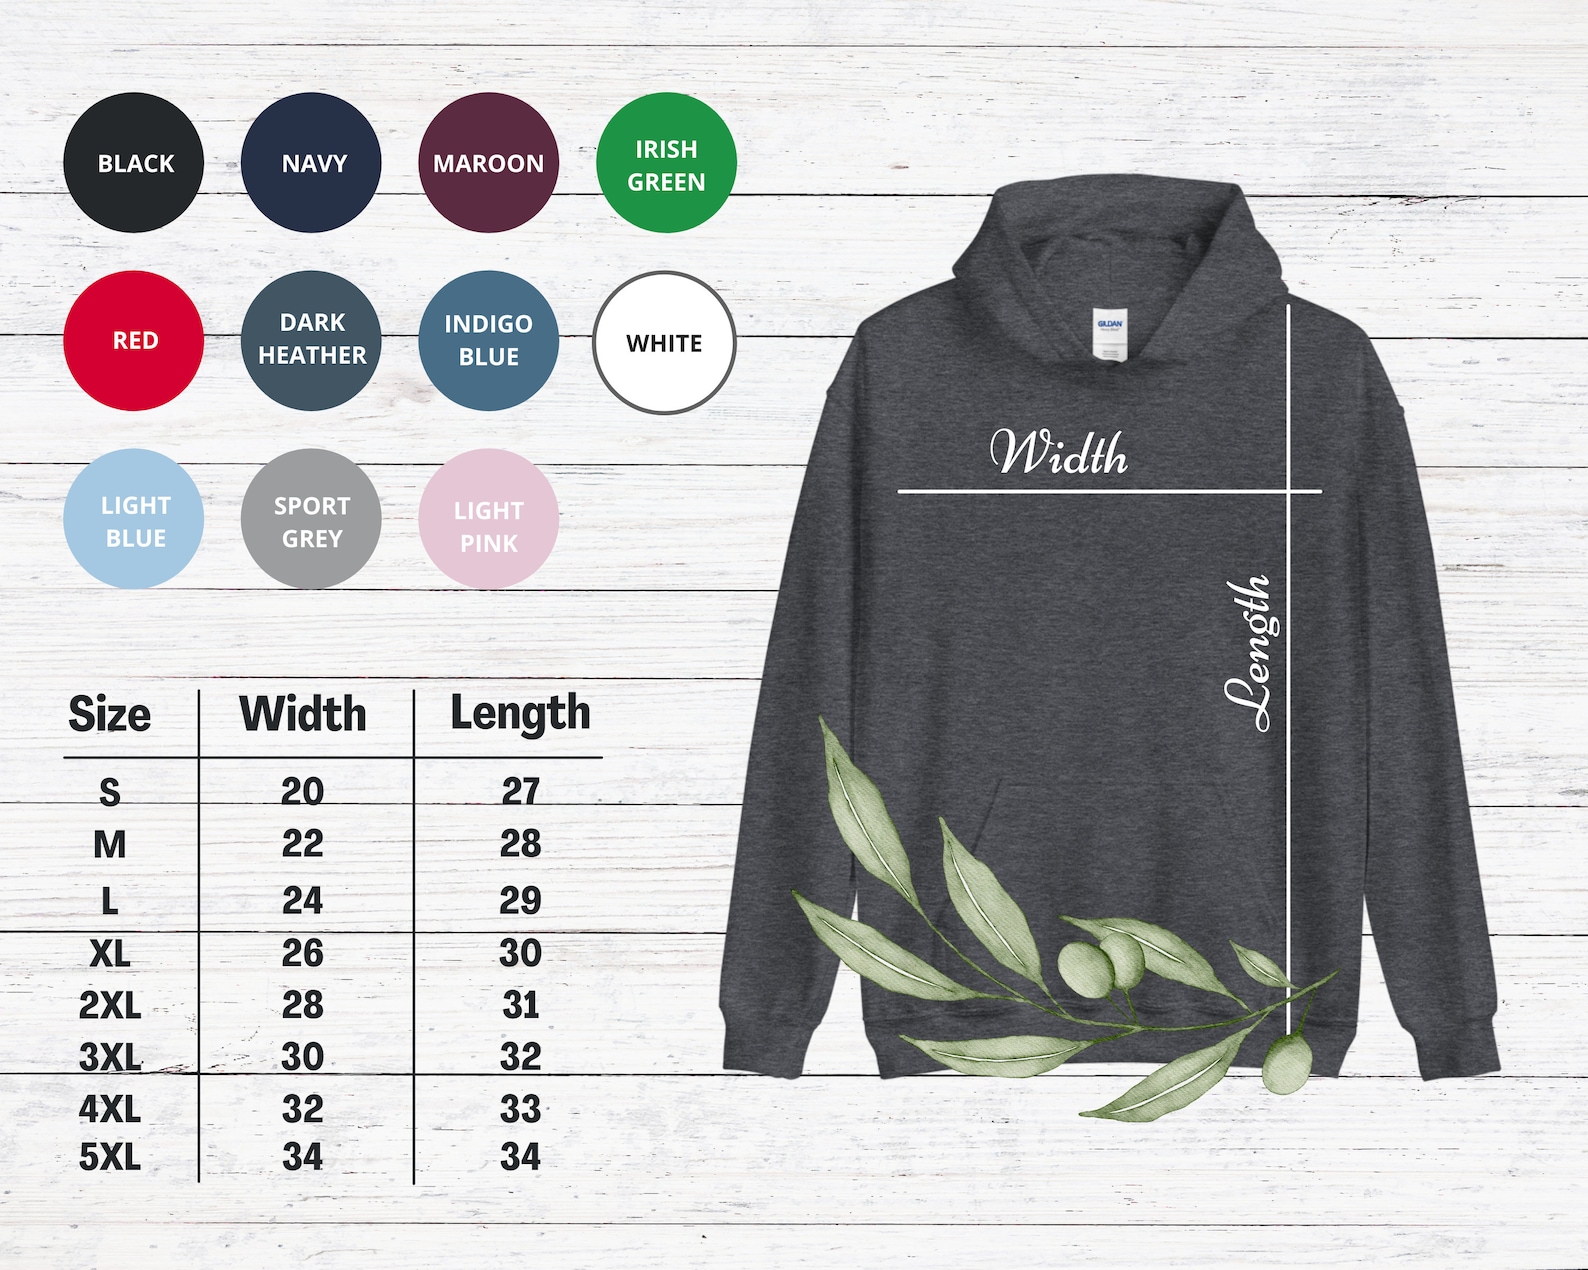 BLACK
NAVY
MAROON
IRISH
GREEN
RED
DARK
HEATHER
INDIGO
BLUE
WHITE
LIGHT
BLUE
SPORT
GREY
LIGHT
PINK
Size Width Length
S 20 27
M 22 28
L 24 29
XL 26 30
2XL 28 31
3XL 30 32
4XL 32 33
5XL 34 34
GILDAN
Width
Length